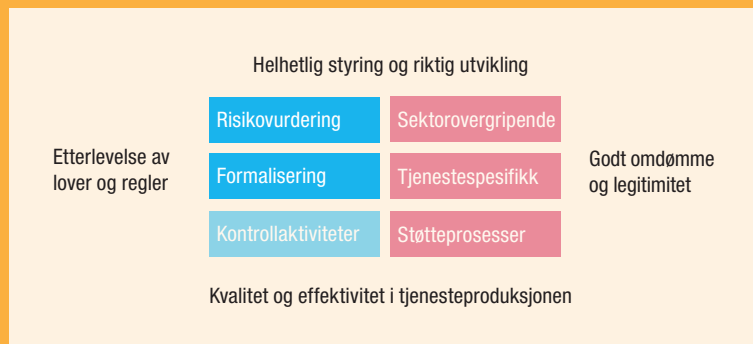 Helhetlig styring og riktig utvikling
Risikovurdering
Sektorovergripende
Etterlevelse av
lover og regler
Formalisering
Tjenestespesifikk
Godt omdømme
og legitimitet
Kontrollaktiviteter
Støtteprosesser
Kvalitet og effektivitet i tjenesteproduksjonen